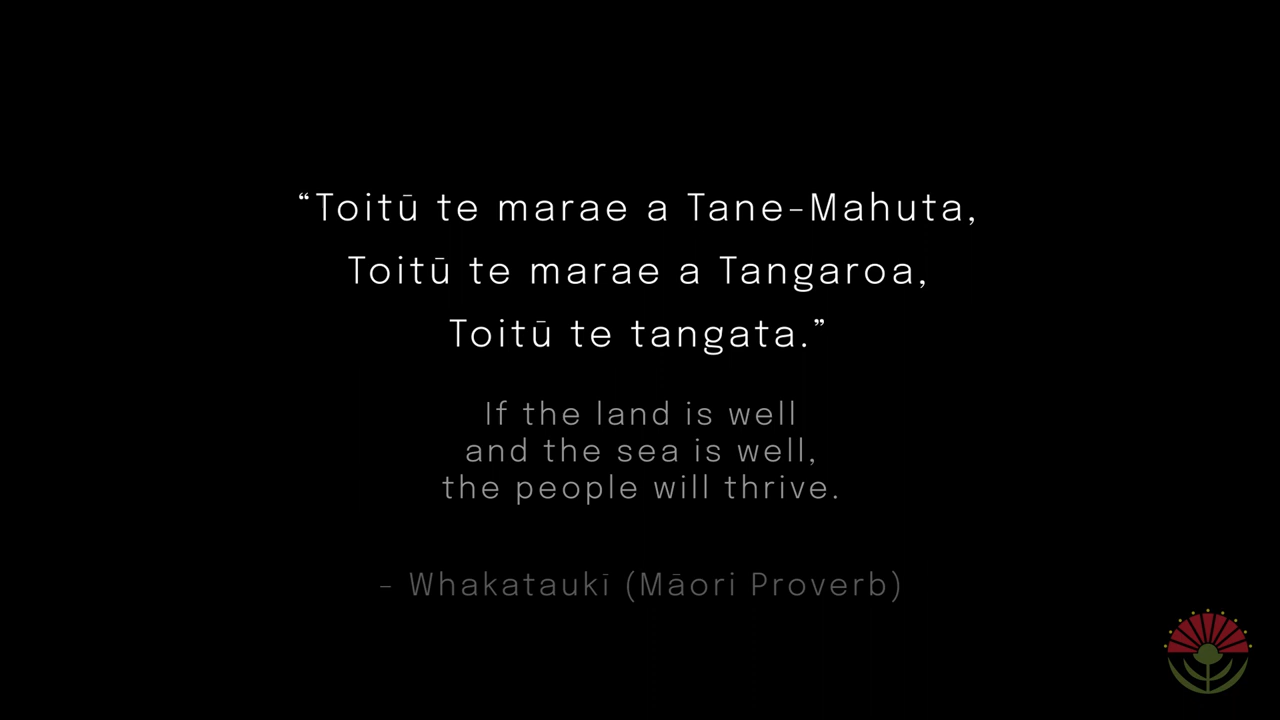 “Toitū te marae a Tane-Mahuta,
Toitū te marae a Tangaroa,
Toitū te tangata.”
If the land is well
and the sea is well,
the people will thrive.
- Whakataukī (Māori Proverb)